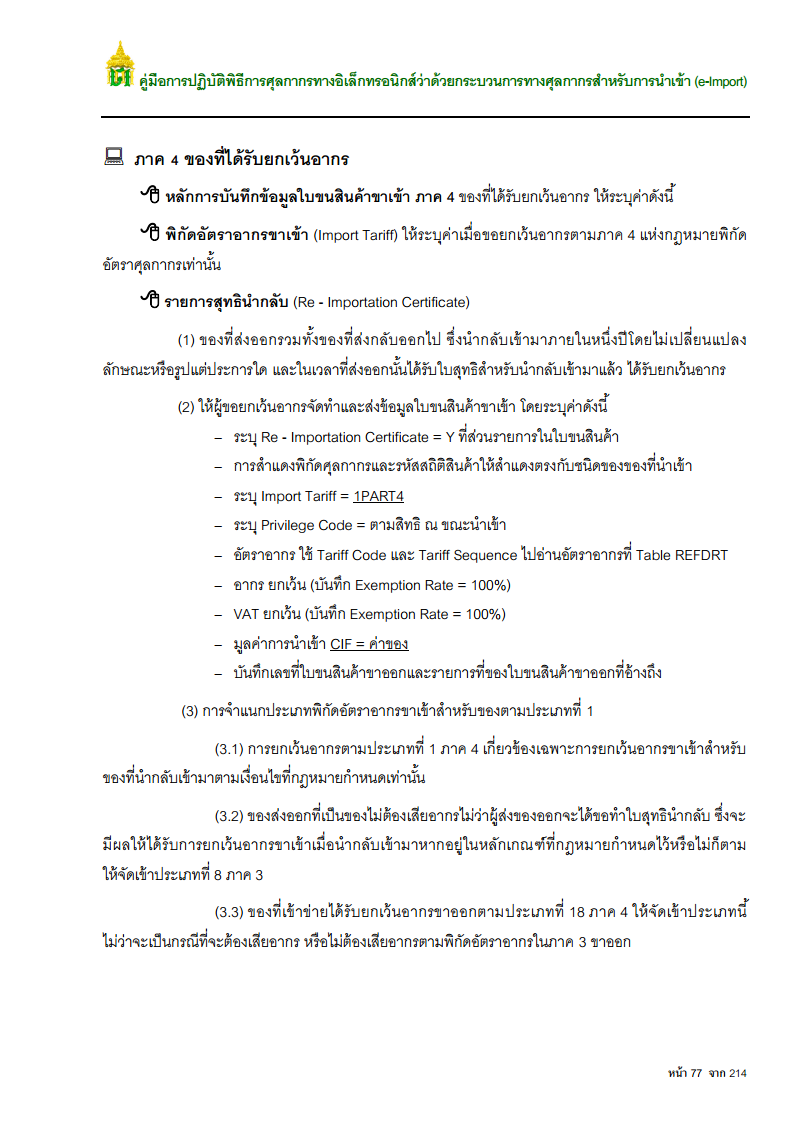 คู่มือการปฏิบัติพิธีการศุลกากรทางอิเล็กทรอนิกส์ว่าด้วยกระบวนการทางศุลกากรสำหรับการนำเข้า (e-Import)
ภาค 4 ของที่ได้รับยกเว้นอากร
หลักการบันทึกข้อมูลใบขนสินค้าขาเข้า ภาค 4 ของที่ได้รับยกเว้นอากร ให้ระบุค่าดังนี้
พิกัดอัตราอากรขาเข้า (Import Tariff) ให้ระบุค่าเมื่อขอยกเว้นอากรตามภาค 4 แห่งกฎหมายพิกัด
อัตราศุลกากรเท่านั้น
รายการสุทธินำกลับ (Re - Importation Certificate)
(1) ของที่ส่งออกรวมทั้งของที่ส่งกลับออกไป ซึ่งนำกลับเข้ามาภายในหนึ่งปีโดยไม่เปลี่ยนแปลง
ลักษณะหรือรูปแต่ประการใด และในเวลาที่ส่งออกนั้นได้รับใบสุทธิสำหรับนำกลับเข้ามาแล้ว ได้รับยกเว้นอากร
(2) ให้ผู้ขอยกเว้นอากรจัดทำและส่งข้อมูลใบขนสินค้าขาเข้า โดยระบุค่าดังนี้
– ระบุ Re - Importation Certificate = Y ที่ส่วนรายการในใบขนสินค้า
– การสำแดงพิกัดศุลกากรและรหัสสถิติสินค้าให้สำแดงตรงกับชนิดของของที่นำเข้า
– ระบุ Import Tariff = 1PART4
– ระบุ Privilege Code = ตามสิทธิ ณ ขณะนำเข้า
– อัตราอากร ใช้ Tariff Code และ Tariff Sequence ไปอ่านอัตราอากรที่ Table REFDRT
– อากร ยกเว้น (บันทึก Exemption Rate = 100%)
– VAT ยกเว้น (บันทึก Exemption Rate = 100%)
– มูลค่าการนำเข้า CIF = ค่าของ
– บันทึกเลขที่ใบขนสินค้าขาออกและรายการที่ของใบขนสินค้าขาออกที่อ้างถึง
(3) การจำแนกประเภทพิกัดอัตราอากรขาเข้าสำหรับของตามประเภทที่ 1
(3.1) การยกเว้นอากรตามประเภทที่ 1 ภาค 4 เกี่ยวข้องเฉพาะการยกเว้นอากรขาเข้าสำหรับ
ของที่นำกลับเข้ามาตามเงื่อนไขที่กฎหมายกำหนดเท่านั้น
(3.2) ของส่งออกที่เป็นของไม่ต้องเสียอากรไม่ว่าผู้ส่งของออกจะได้ขอทำใบสุทธินำกลับ ซึ่งจะ
มีผลให้ได้รับการยกเว้นอากรขาเข้าเมื่อนำกลับเข้ามาหากอยู่ในหลักเกณฑ์ที่กฎหมายกำหนดไว้หรือไม่ก็ตาม
ให้จัดเข้าประเภทที่ 8 ภาค 3
(3.3) ของที่เข้าข่ายได้รับยกเว้นอากรขาออกตามประเภทที่ 18 ภาค 4 ให้จัดเข้าประเภทนี้
ไม่ว่าจะเป็นกรณีที่จะต้องเสียอากร หรือไม่ต้องเสียอากรตามพิกัดอัตราอากรในภาค 3 ขาออก
หน้า 77 จาก 214